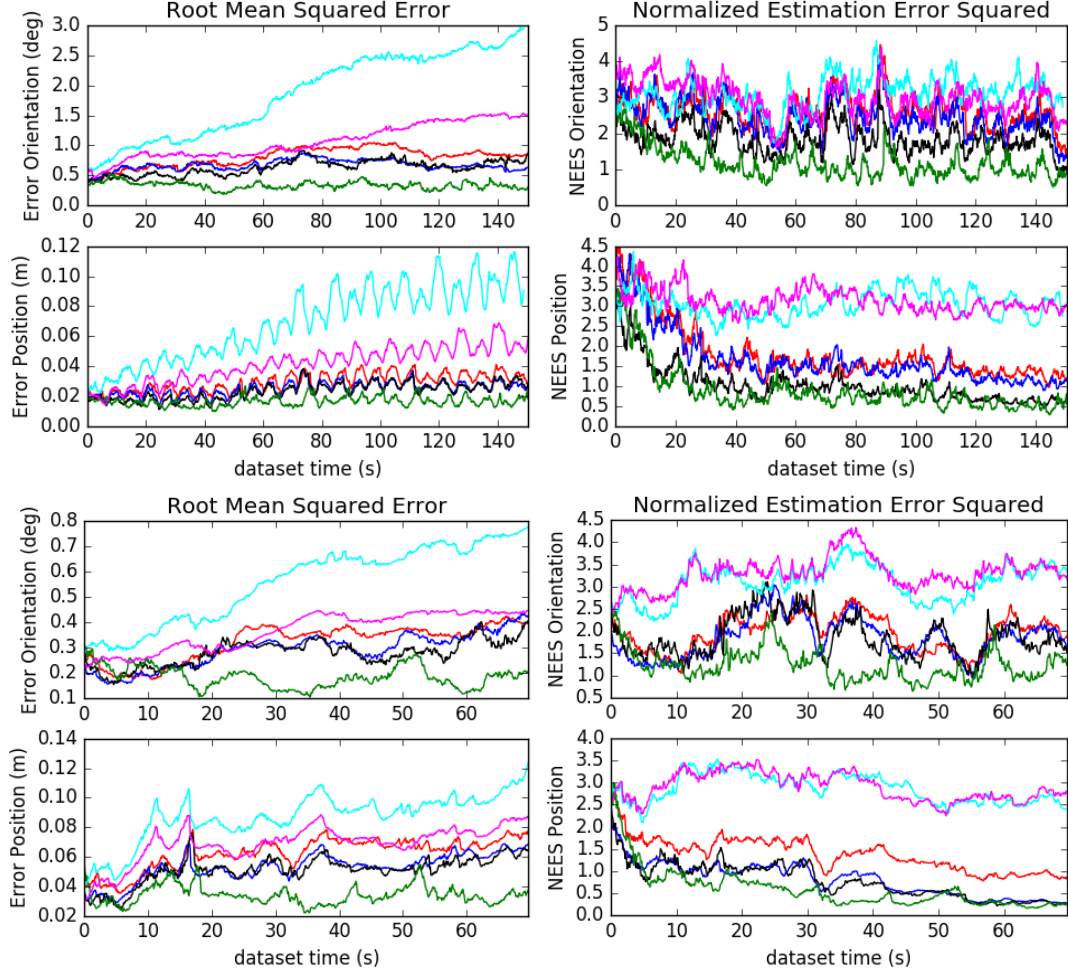 Root Mean Squared Error
Error Orientation (deg)
3.0
2.5
2.0
1.5
1.0
0.5
0.0
0 20 40 60 80 100 120 140
Normalized Estimation Error Squared
NEES Orientation
5
4
3
2
1
0
0 20 40 60 80 100 120 140
Error Position (m)
0.12
0.10
0.08
0.06
0.04
0.02
0.00
0 20 40 60 80 100 120 140
dataset time (s)
NEES Position
4.5
4.0
3.5
3.0
2.5
2.0
1.5
1.0
0.5
0.0
0 20 40 60 80 100 120 140
dataset time (s)
Root Mean Squared Error
Error Orientation (deg)
0.8
0.7
0.6
0.5
0.4
0.3
0.2
0.1
0 10 20 30 40 50 60
Normalized Estimation Error Squared
NEES Orientation
4.5
4.0
3.5
3.0
2.5
2.0
1.5
1.0
0.5
0 10 20 30 40 50 60
Error Position (m)
0.14
0.12
0.10
0.08
0.06
0.04
0.02
0 10 20 30 40 50 60
dataset time (s)
NEES Position
4.0
3.5
3.0
2.5
2.0
1.5
1.0
0.5
0.0
0 10 20 30 40 50 60
dataset time (s)